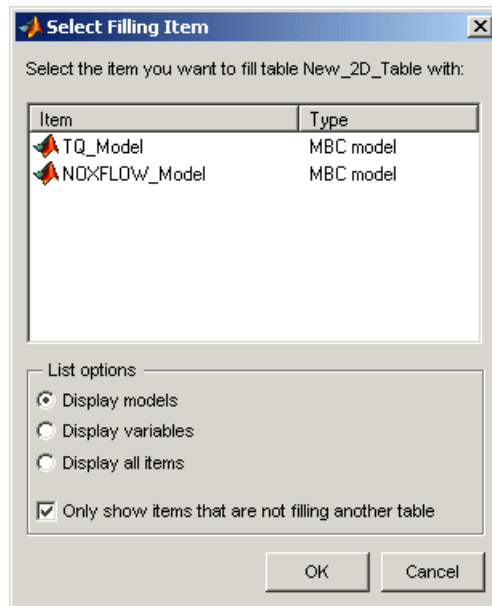 Select Filling Item
Select the item you want to fill table New_2D_Table with:
Item Type
TQ_Model MBC model
NOXFLOW_Model MBC model
List options
Display models
Display variables
Display all items
Only show items that are not filling another table
OK Cancel